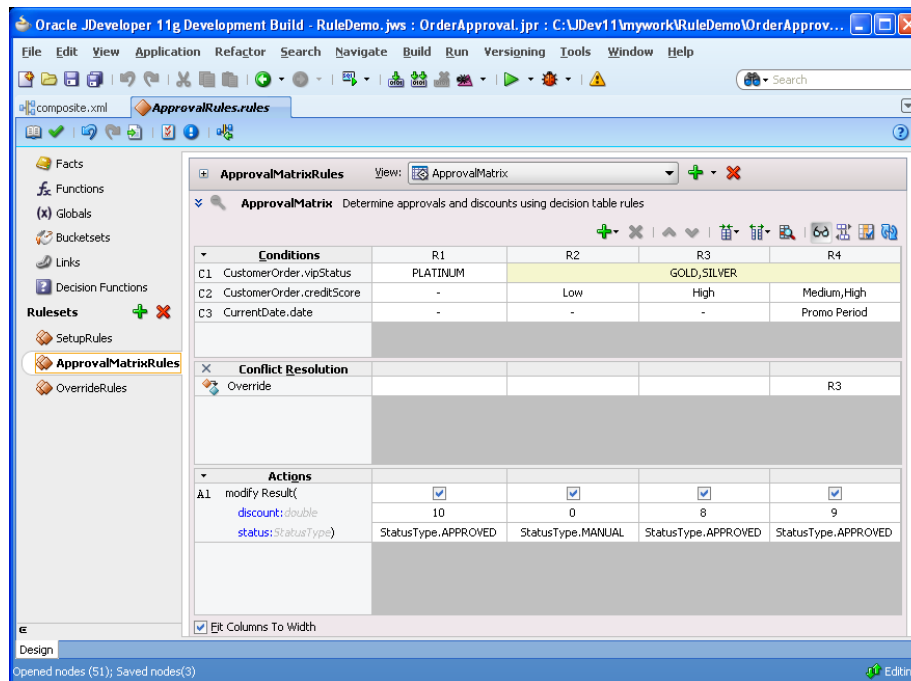 Oracle JDeveloper 11g Development Build - RuleDemo.jws : OrderApproval.jpr : C:\JDev11\mywork\RuleDemo\OrderApprov...
File Edit View Application Refactor Search Navigate Build Run Versioning Tools Window Help
Search
composite.xml ApprovalRules.rules
Facts
Functions
(x) Globals
Bucketsets
Links
Decision Functions
Rulesets
SetupRules
ApprovalMatrixRules
OverrideRules
ApprovalMatrixRules View: ApprovalMatrix
ApprovalMatrix Determine approvals and discounts using decision table rules
Conditions R1 R2 R3 R4
C1 CustomerOrder.vipStatus PLATINUM GOLD,SILVER
C2 CustomerOrder.creditScore - Low High Medium,High
C3 CurrentDate.date - - - Promo Period
Conflict Resolution
Override R3
Actions
A1 modify Result(
discount:double 10 0 8 9
status:StatusType) StatusType.APPROVED StatusType.MANUAL StatusType.APPROVED StatusType.APPROVED
Fit Columns To Width
Design
Opened nodes (51); Saved nodes(3) Editin